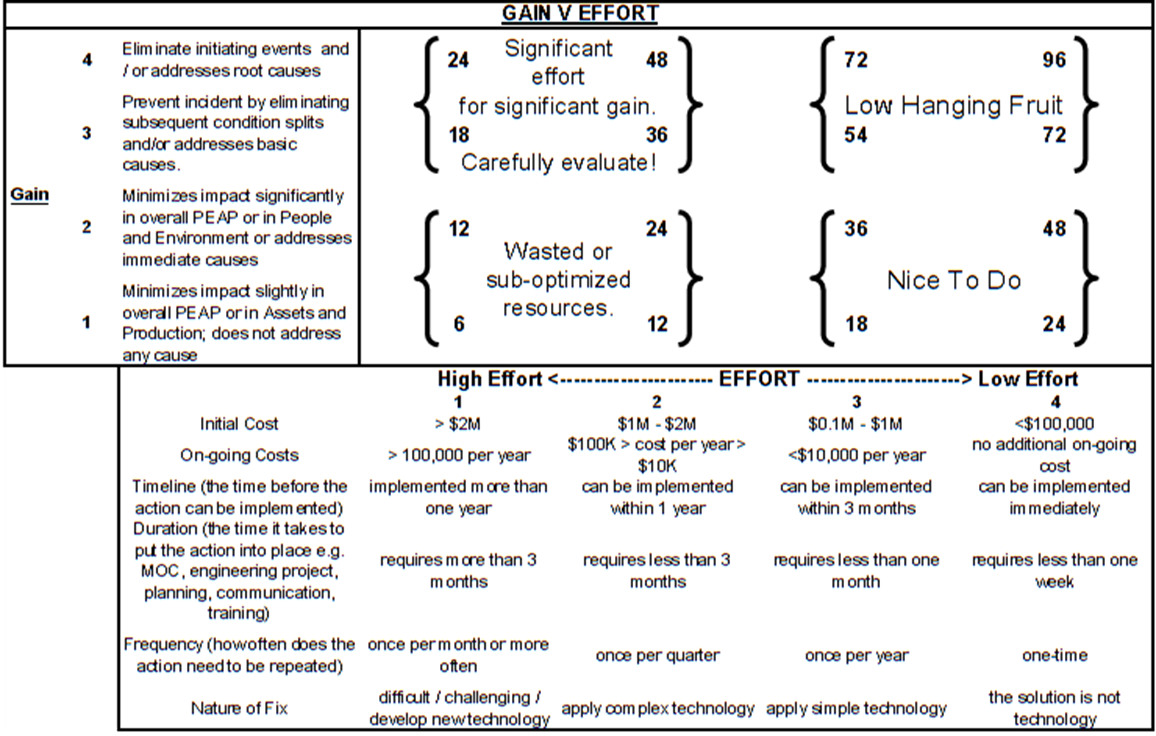 GAIN V EFFORT
4
Eliminate initiating events and
/ or addresses root causes
3
Prevent incident by eliminating
subsequent condition splits
and/or addresses basic
causes.
Gain
2
Minimizes impact significantly
in overall PEAP or in People
and Environment or addresses
immediate causes
1
Minimizes impact slightly in
overall PEAP or in Assets and
Production; does not address
any cause
24 Significant 48
effort
for significant gain.
18 36
Carefully evaluate!
72 96
Low Hanging Fruit
54 72
12 24
Wasted or
sub-optimized
resources.
6 12
36 48
Nice To Do
18 24
High Effort <----------------------- EFFORT -----------------------> Low Effort
1 2 3 4
Initial Cost
> $2M
$1M - $2M
$0.1M - $1M
<$100,000
On-going Costs
> 100,000 per year
$100K > cost per year >
$10K
<$10,000 per year
no additional on-going
cost
Timeline (the time before the
action can be implemented)
implemented more than
one year
can be implemented
within 1 year
can be implemented
within 3 months
can be implemented
immediately
Duration (the time it takes to
put the action into place e.g.
MOC, engineering project,
planning, communication,
training)
requires more than 3
months
requires less than 3
months
requires less than one
month
requires less than one
week
Frequency (how often does the
action need to be repeated)
once per month or more
often
once per quarter
once per year
one-time
Nature of Fix
difficult / challenging /
develop new technology
apply complex technology
apply simple technology
the solution is not
technology